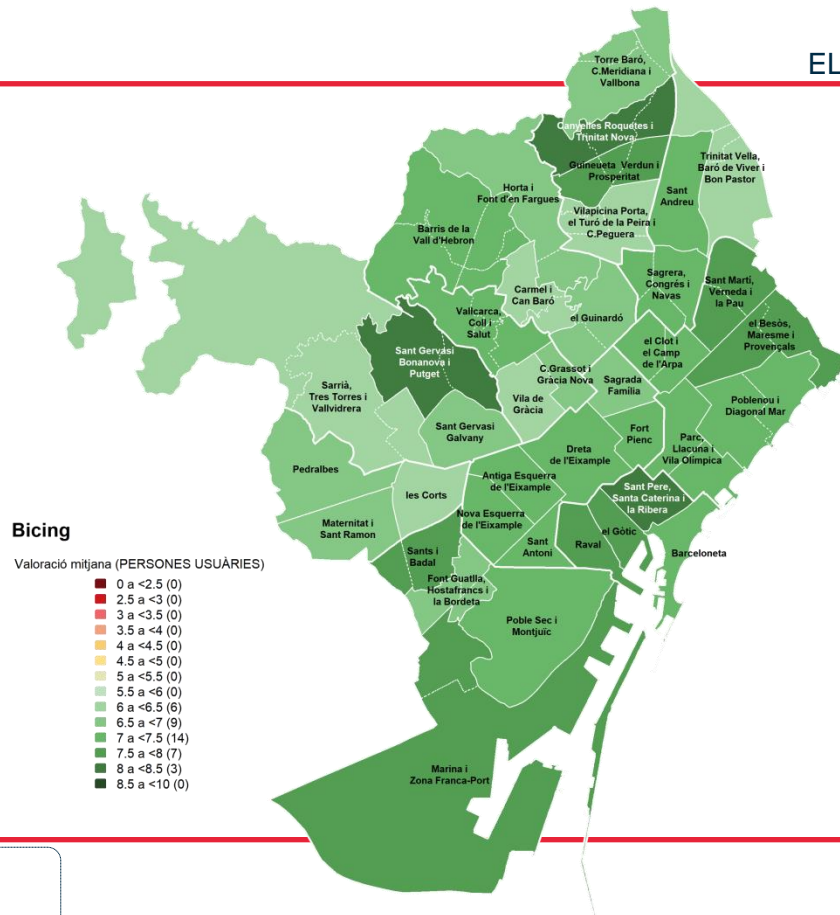 EL
Torre Baró,
C.Meridiana i
Vallbona
Canyelles Roquetes i
Trinitat Nova
Guineueta Verdun i
Prosperitat
Trinitat Vella,
Baró de Viver i
Bon Pastor
Sant
Andreu
Horta i
Font d'en Fargues
Vilapicina Porta,
el Turó de la Peira i
C.Peguera
Barris de la
Vall d'Hebron
Sagrera,
Congrés i
Navas
Sant Martí,
Verneda i
la Pau
Carmel i
Can Baró
Vallcarca,
Coll i
Salut
el Guinardó
el Besòs,
Maresme i
Provençals
el Clot i
el Camp
de l'Arpa
Sant Gervasi
Bonanova i
Putget
C.Grassot i
Gràcia Nova
Sagrada
Família
Sarrià,
Tres Torres i
Vallvidrera
Vila de
Gràcia
Poblenou i
Diagonal Mar
Sant Gervasi
Galvany
Fort
Pienc
Parc,
Llacuna i
Vila Olímpica
Dreta
de l'Eixample
Pedralbes
Antiga Esquerra
de l'Eixample
les Corts
Sant Pere,
Santa Caterina i
la Ribera
Maternitat i
Sant Ramon
Nova Esquerra
de l'Eixample
el Gòtic
Sant
Antoni
Raval
Barceloneta
Sants i
Badal
Font Guatlla,
Hostafrancs i
la Bordeta
Poble Sec i
Montjuïc
Marina i
Zona Franca-Port
Bicing
Valoració mitjana (PERSONES USUÀRIES)
0 a <2.5 (0)
2.5 a <3 (0)
3 a <3.5 (0)
3.5 a <4 (0)
4 a <4.5 (0)
4.5 a <5 (0)
5 a <5.5 (0)
5.5 a <6 (0)
6 a <6.5 (6)
6.5 a <7 (9)
7 a <7.5 (14)
7.5 a <8 (7)
8 a <8.5 (3)
8.5 a <10 (0)